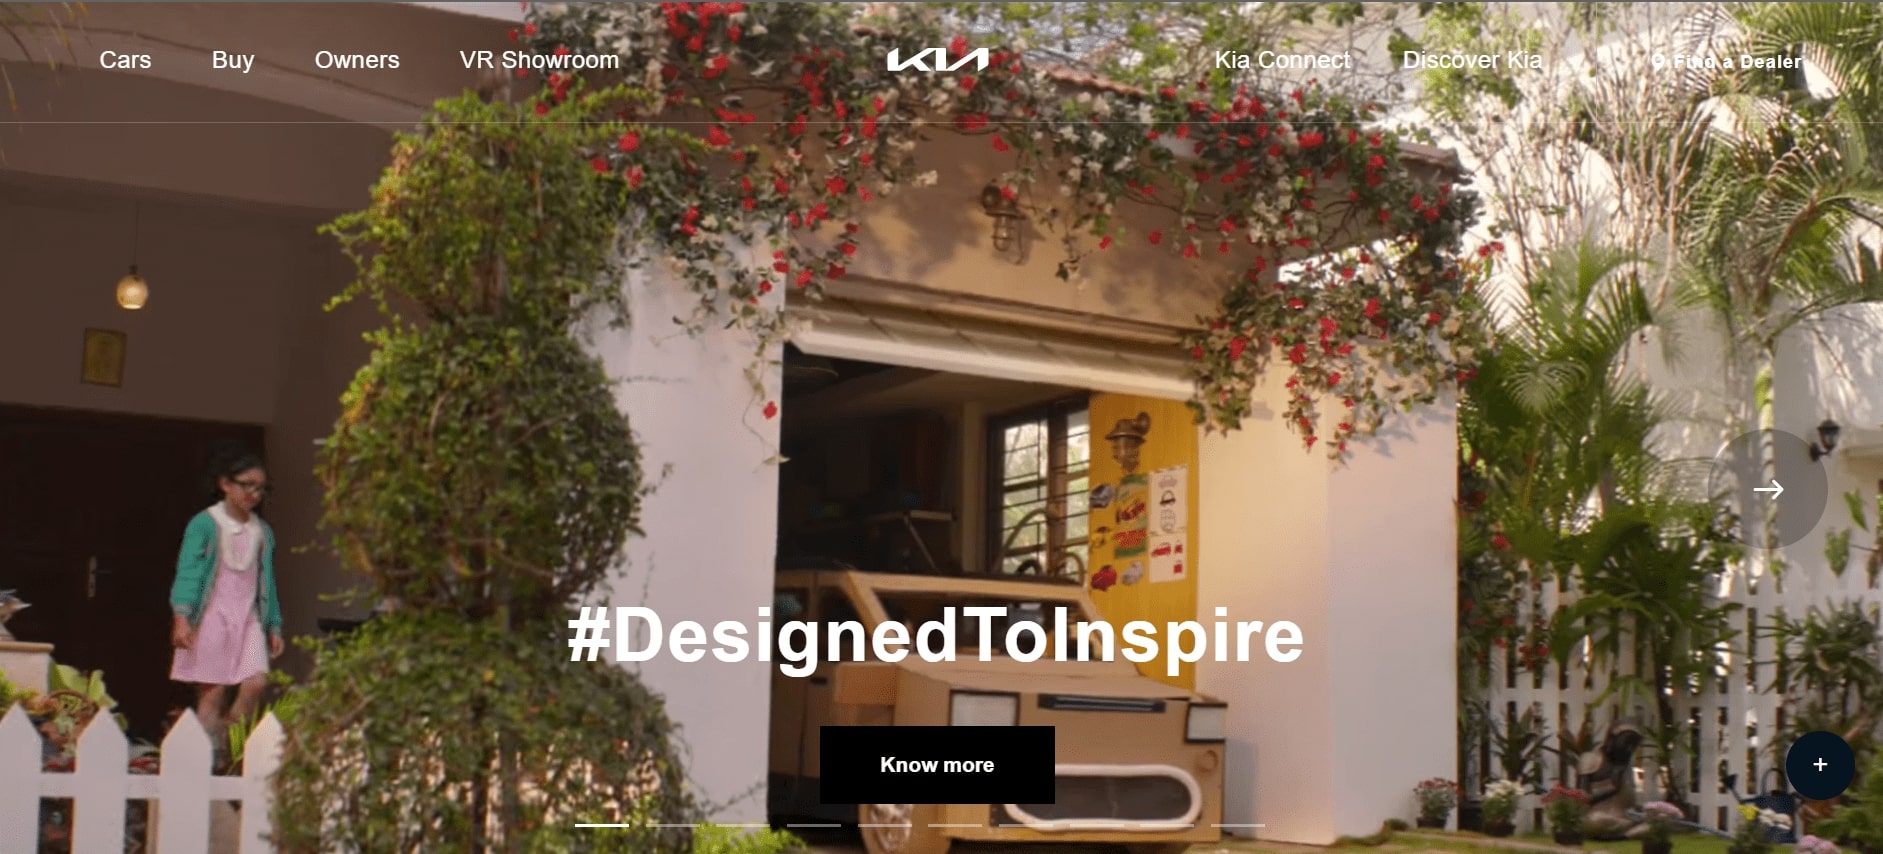 Cars
Buy
Owners
VR Showroom
KIA
Kia Connect
Discover Kia
Find a Dealer
#DesignedToInspire
Know more
+